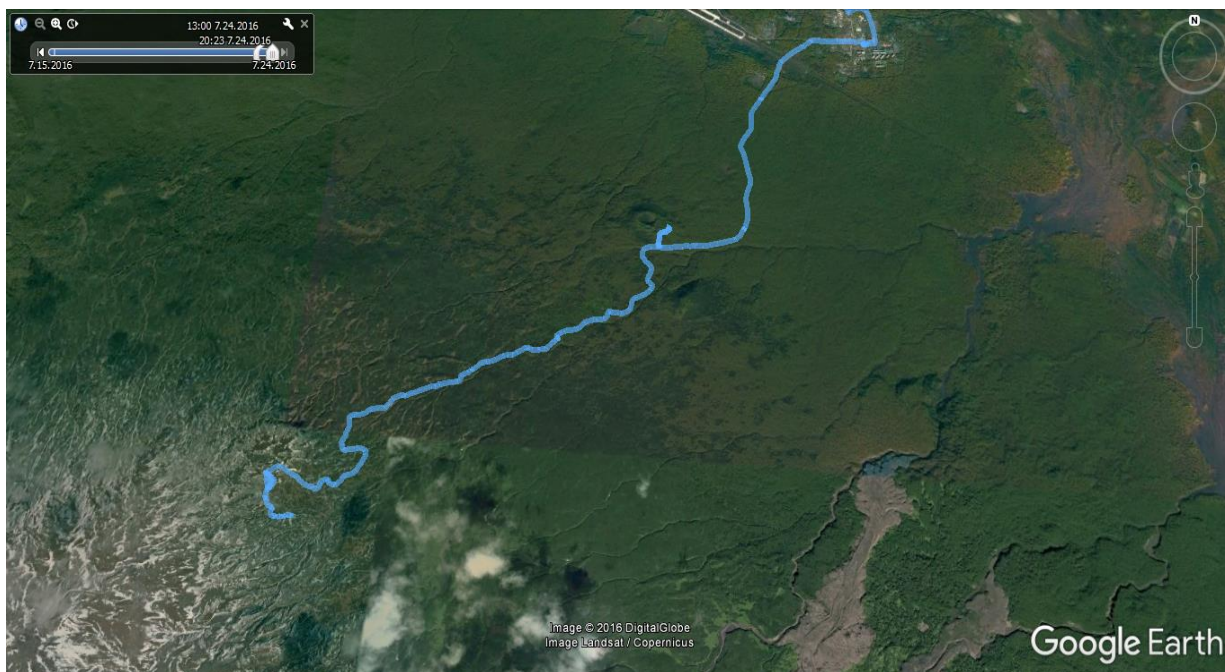 13:00 7.24.2016
20:23 7.24.2016
7.15.2016
7.24.2016
N
Image © 2016 DigitalGlobe
Image Landsat / Copernicus
Google Earth